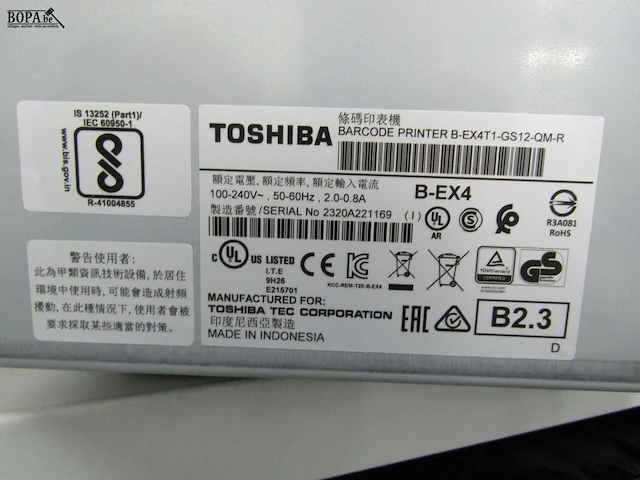 BOPA.be
IS 13252 (Part1)/
IEC 60950-1
www.bis.gov.in
R-41004855
警告使用者:
此為甲類資訊技術設備, 於居住
環境中使用時, 可能會造成射頻
擾動, 在此種情況下, 使用者會被
要求採取某些適當的對策.
條碼印表機
TOSHIBA BARCODE PRINTER B-EX4T1-GS12-QM-R
額定電壓, 額定頻率, 額定輸入電流
100-240V~ , 50-60Hz, 2.0-0.8A
B-EX4
製造番號/SERIAL No 2320A221169 (I)
UL
AR
R3A081
RoHS
C UL US LISTED
I.T.E
9H26
E215701
CE
KCC-REM-T2E-B-EX4
GS
MANUFACTURED FOR:
TOSHIBA TEC CORPORATION
印度尼西亞製造
MADE IN INDONESIA
EAC
B2.3
D